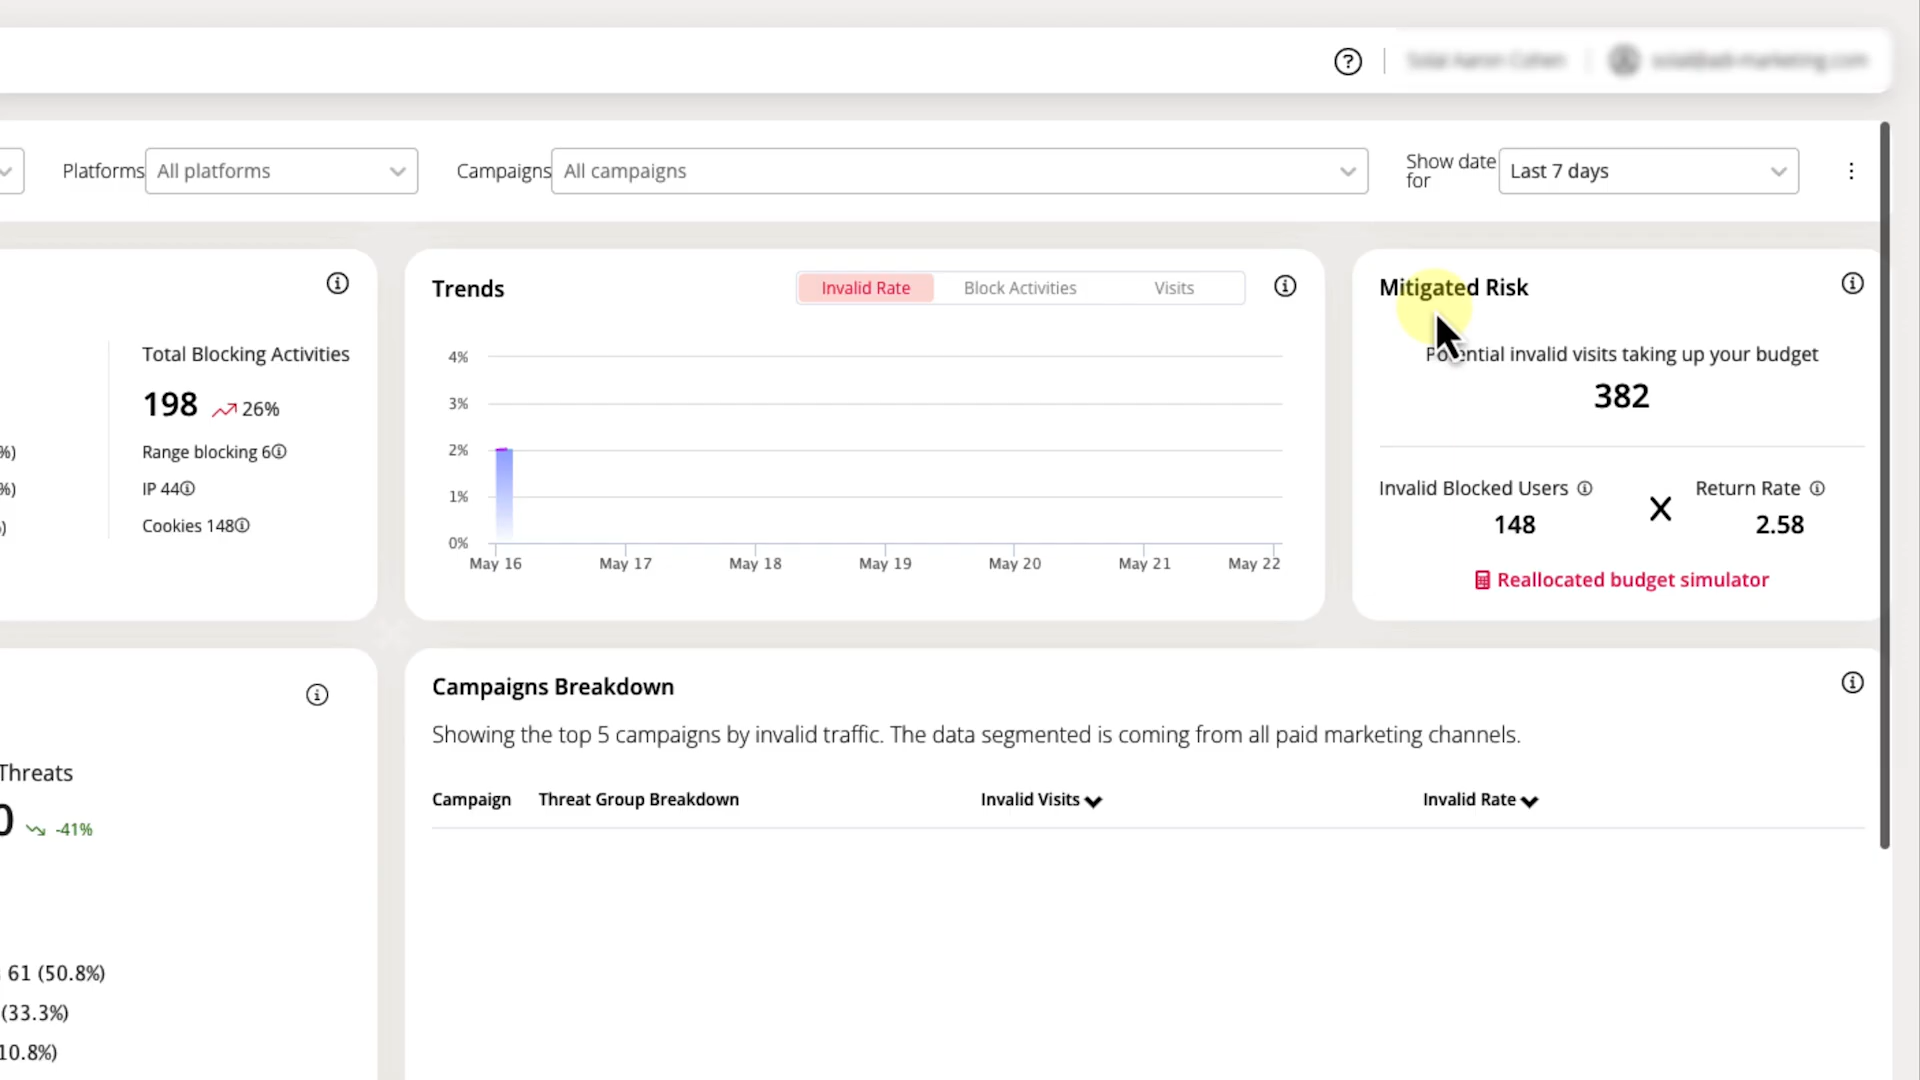 ?
Platforms All platforms
Campaigns All campaigns
Show date for Last 7 days
Total Blocking Activities
198 26%
Range blocking 6
IP 44
Cookies 148
%)
%)
)
Trends
Invalid Rate Block Activities Visits
4%
3%
2%
1%
0%
May 16 May 17 May 18 May 19 May 20 May 21 May 22
Mitigated Risk
Potential invalid visits taking up your budget
382
Invalid Blocked Users Return Rate
148 X 2.58
Reallocated budget simulator
Threats
0 -41%
61 (50.8%)
(33.3%)
10.8%)
Campaigns Breakdown
Showing the top 5 campaigns by invalid traffic. The data segmented is coming from all paid marketing channels.
Campaign Threat Group Breakdown Invalid Visits Invalid Rate